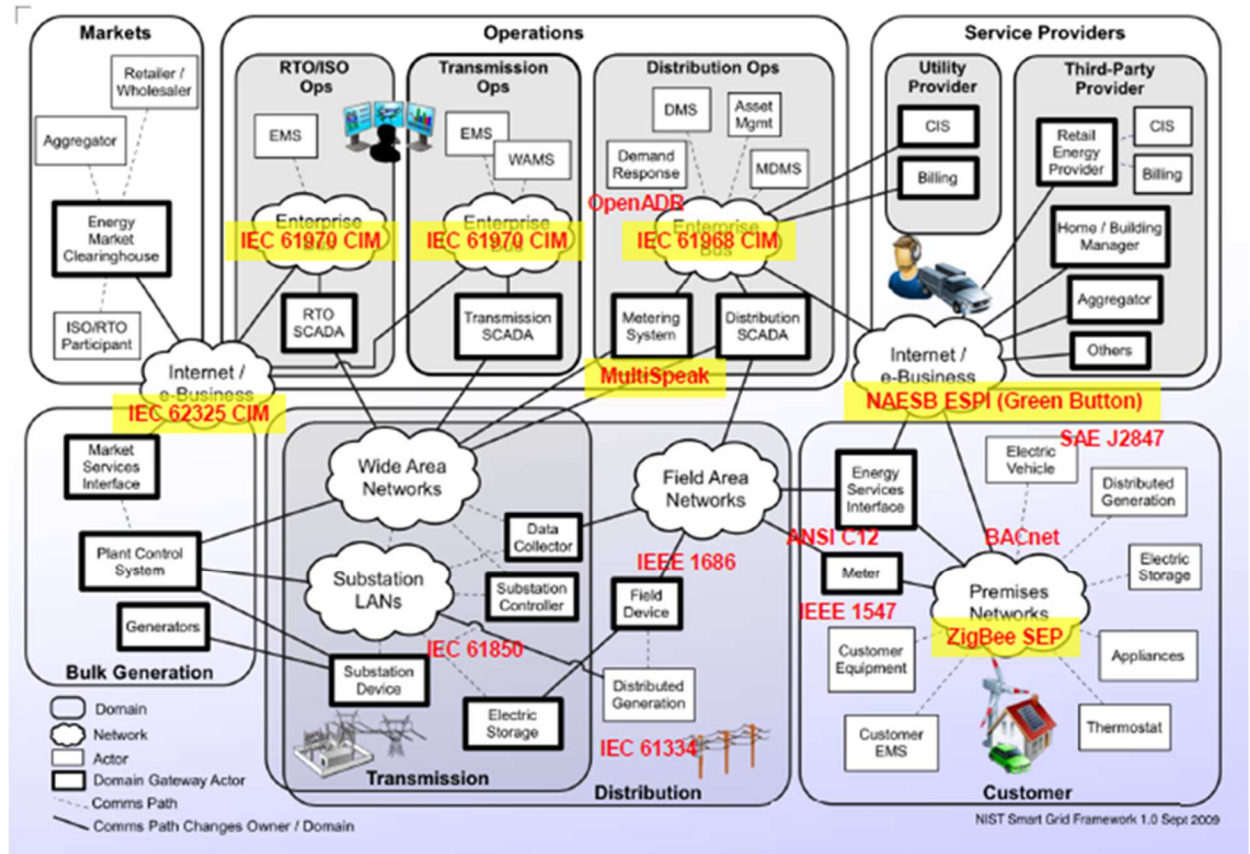 Markets
Retailer /
Wholesaler
Aggregator
Energy
Market
Clearinghouse
ISO/RTO
Participant
Operations
RTO/ISO
Ops
EMS
Enterprise
IEC 61970 CIM
RTO
SCADA
Transmission
Ops
EMS
WAMS
Enterprise
IEC 61970 CIM
Bus
Transmission
SCADA
Distribution Ops
DMS
Asset
Mgmt
Demand
Response
MDMS
OpenADR
Enterprise
IEC 61968 CIM
Bus
Metering
System
Distribution
SCADA
MultiSpeak
Service Providers
Utility
Provider
CIS
Billing
Third-Party
Provider
Retail
Energy
Provider
CIS
Billing
Home / Building
Manager
Aggregator
Others
Internet /
e-Business
IEC 62325 CIM
Internet /
e-Business
NAESB ESPI (Green Button)
Market
Services
Interface
Plant Control
System
Generators
Bulk Generation
Wide Area
Networks
Substation
LANs
Data
Collector
Substation
Controller
IEC 61850
Substation
Device
Electric
Storage
Transmission
Field Area
Networks
IEEE 1686
Field
Device
Distributed
Generation
IEC 61334
Distribution
Energy
Services
Interface
ANSI C12
Meter
IEEE 1547
SAE J2847
Electric
Vehicle
Distributed
Generation
BACnet
Electric
Storage
Premises
Networks
ZigBee SEP
Customer
Equipment
Appliances
Customer
EMS
Thermostat
Customer
Domain
Network
Actor
Domain Gateway Actor
Comms Path
Comms Path Changes Owner / Domain
NIST Smart Grid Framework 1.0 Sept 2009